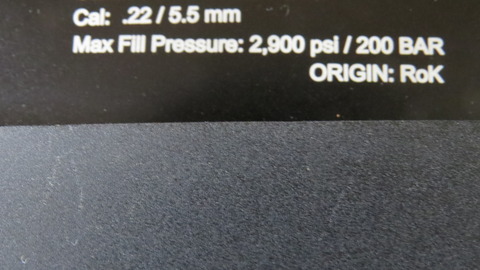 Cal: .22 / 5.5 mm
Max Fill Pressure: 2,900 psi / 200 BAR
ORIGIN: RoK